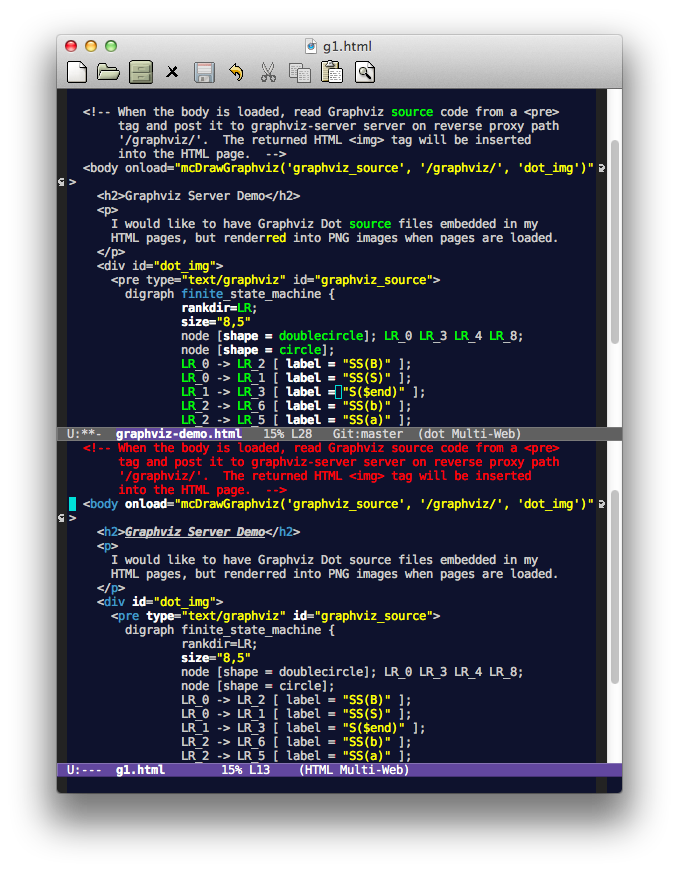 g1.html
<!-- When the body is loaded, read Graphviz source code from a <pre>
tag and post it to graphviz-server server on reverse proxy path
'/graphviz/'.  The returned HTML <img> tag will be inserted
into the HTML page.  -->
<body onload="mcDrawGraphviz('graphviz_source', '/graphviz/', 'dot_img')"
>
<h2>Graphviz Server Demo</h2>
<p>
I would like to have Graphviz Dot source files embedded in my
HTML pages, but renderred into PNG images when pages are loaded.
</p>
<div id="dot_img">
<pre type="text/graphviz" id="graphviz_source">
digraph finite_state_machine {
rankdir=LR;
size="8,5"
node [shape = doublecircle]; LR_0 LR_3 LR_4 LR_8;
node [shape = circle];
LR_0 -> LR_2 [ label = "SS(B)" ];
LR_0 -> LR_1 [ label = "SS(S)" ];
LR_1 -> LR_3 [ label = "S($end)" ];
LR_2 -> LR_6 [ label = "SS(b)" ];
LR_2 -> LR_5 [ label = "SS(a)" ];
U:**-  graphviz-demo.html   15% L28   Git:master  (dot Multi-Web)
<!-- When the body is loaded, read Graphviz source code from a <pre>
tag and post it to graphviz-server server on reverse proxy path
'/graphviz/'.  The returned HTML <img> tag will be inserted
into the HTML page.  -->
<body onload="mcDrawGraphviz('graphviz_source', '/graphviz/', 'dot_img')"
>
<h2>Graphviz Server Demo</h2>
<p>
I would like to have Graphviz Dot source files embedded in my
HTML pages, but renderred into PNG images when pages are loaded.
</p>
<div id="dot_img">
<pre type="text/graphviz" id="graphviz_source">
digraph finite_state_machine {
rankdir=LR;
size="8,5"
node [shape = doublecircle]; LR_0 LR_3 LR_4 LR_8;
node [shape = circle];
LR_0 -> LR_2 [ label = "SS(B)" ];
LR_0 -> LR_1 [ label = "SS(S)" ];
LR_1 -> LR_3 [ label = "S($end)" ];
LR_2 -> LR_6 [ label = "SS(b)" ];
LR_2 -> LR_5 [ label = "SS(a)" ];
U:---  g1.html        15% L13    (HTML Multi-Web)